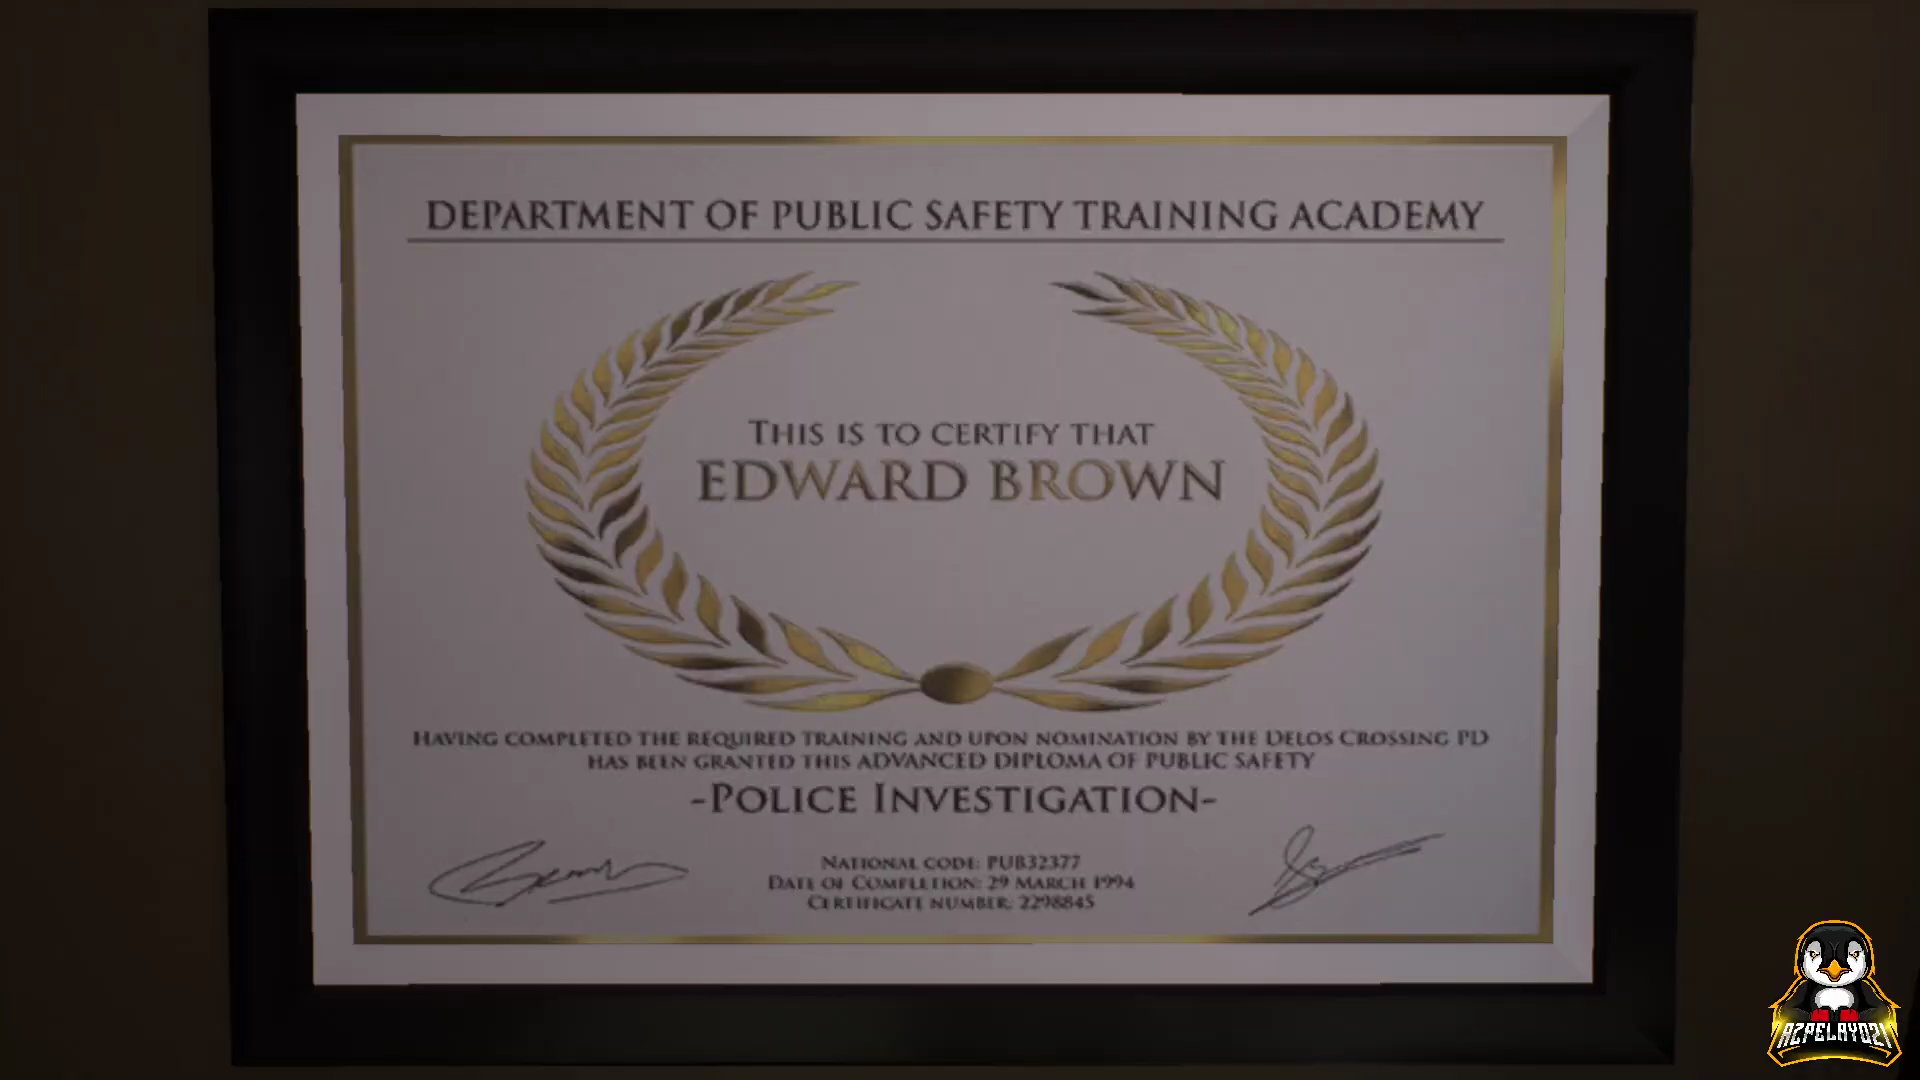 DEPARTMENT OF PUBLIC SAFETY TRAINING ACADEMY
THIS IS TO CERTIFY THAT
EDWARD BROWN
HAVING COMPLETED THE REQUIRED TRAINING AND UPON NOMINATION BY THE DELOS CROSSING PD
HAS BEEN GRANTED THIS ADVANCED DIPLOMA OF PUBLIC SAFETY
-POLICE INVESTIGATION-
NATIONAL CODE: PUB32377
DATE OF COMPLETION: 29 MARCH 1994
CERTIFICATE NUMBER: 2298845
AZPELAYO21